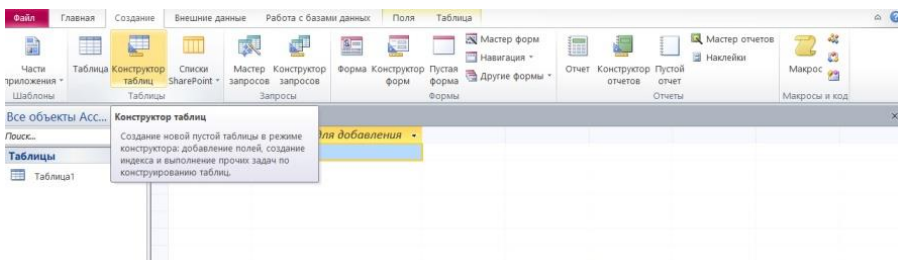 Файл Главная Создание Внешние данные Работа с базами данных Поля Таблица
Части приложения
Таблица
Конструктор таблиц
Списки SharePoint
Мастер запросов
Конструктор запросов
Форма
Конструктор форм
Пустая форма
Мастер форм
Навигация
Другие формы
Отчет
Конструктор отчетов
Пустой отчет
Мастер отчетов
Наклейки
Макрос
Шаблоны Таблицы Запросы Формы Отчеты Макросы и код
Все объекты Acc...
Поиск...
Таблицы
Таблица1
Конструктор таблиц
Создание новой пустой таблицы в режиме
конструктора: добавление полей, создание
индекса и выполнение прочих задач по
конструированию таблиц.
для добавления